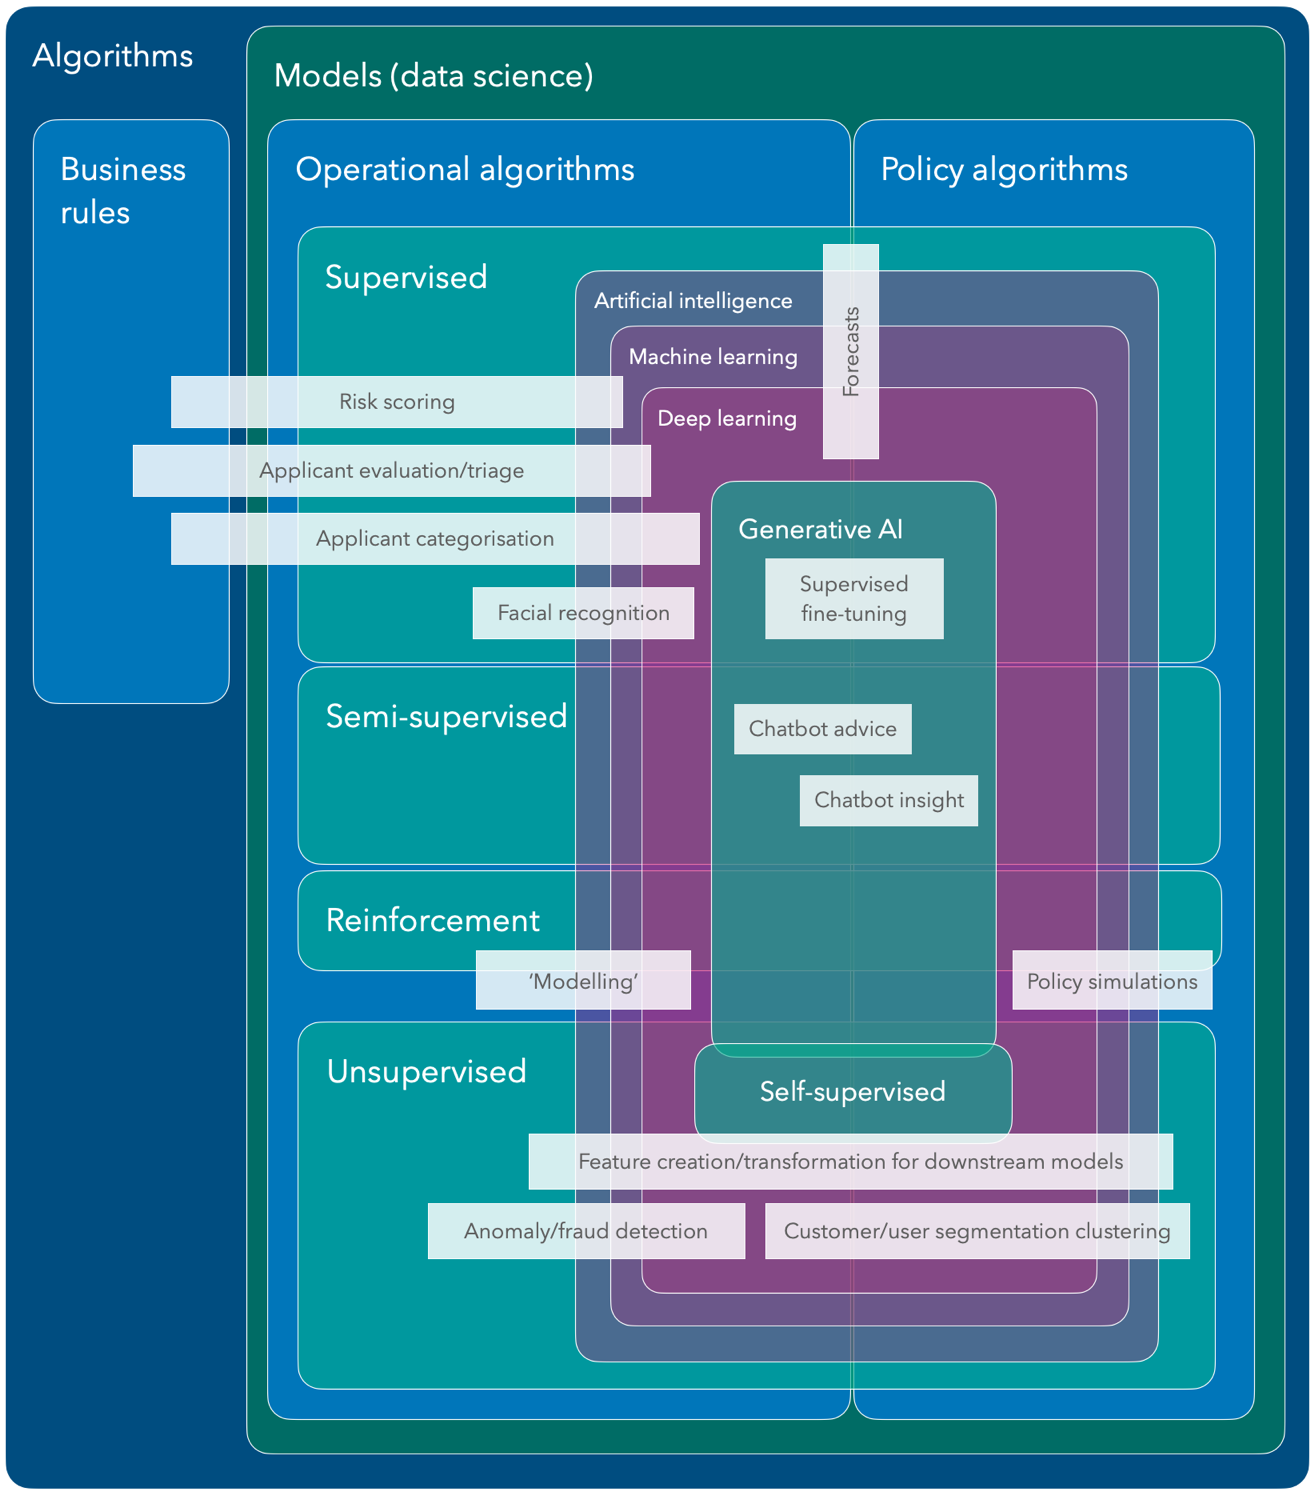 Algorithms
Models (data science)
Business
rules
Operational algorithms
Policy algorithms
Supervised
Artificial intelligence
Machine learning
Forecasts
Deep learning
Risk scoring
Applicant evaluation/triage
Applicant categorisation
Generative AI
Supervised
fine-tuning
Facial recognition
Semi-supervised
Chatbot advice
Chatbot insight
Reinforcement
‘Modelling’
Policy simulations
Unsupervised
Self-supervised
Feature creation/transformation for downstream models
Anomaly/fraud detection
Customer/user segmentation clustering